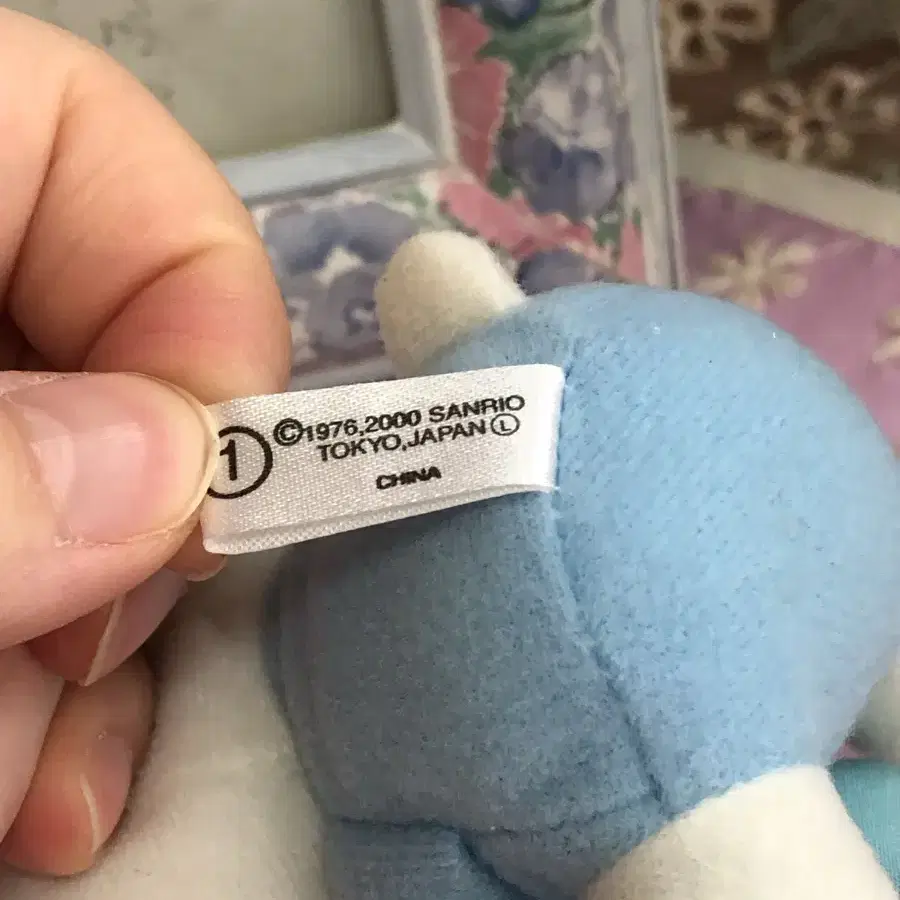 ①
©1976,2000 SANRIO
TOKYO,JAPAN Ⓛ
CHINA